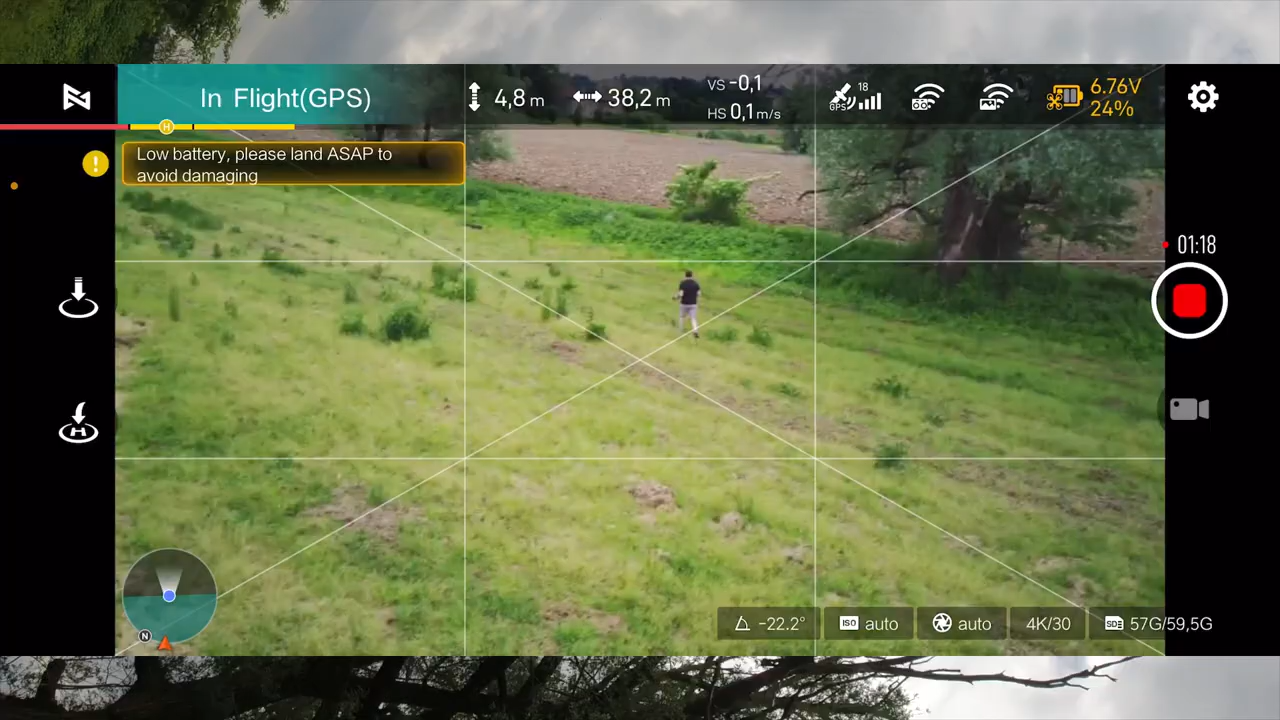 In Flight(GPS)
4,8 m
38,2 m
VS -0,1
HS 0,1 m/s
GPS
18
6.76V
24%
H
!
Low battery, please land ASAP to
avoid damaging
01:18
H
N
-22.2°
ISO auto
auto
4K/30
SD 57G/59,5G